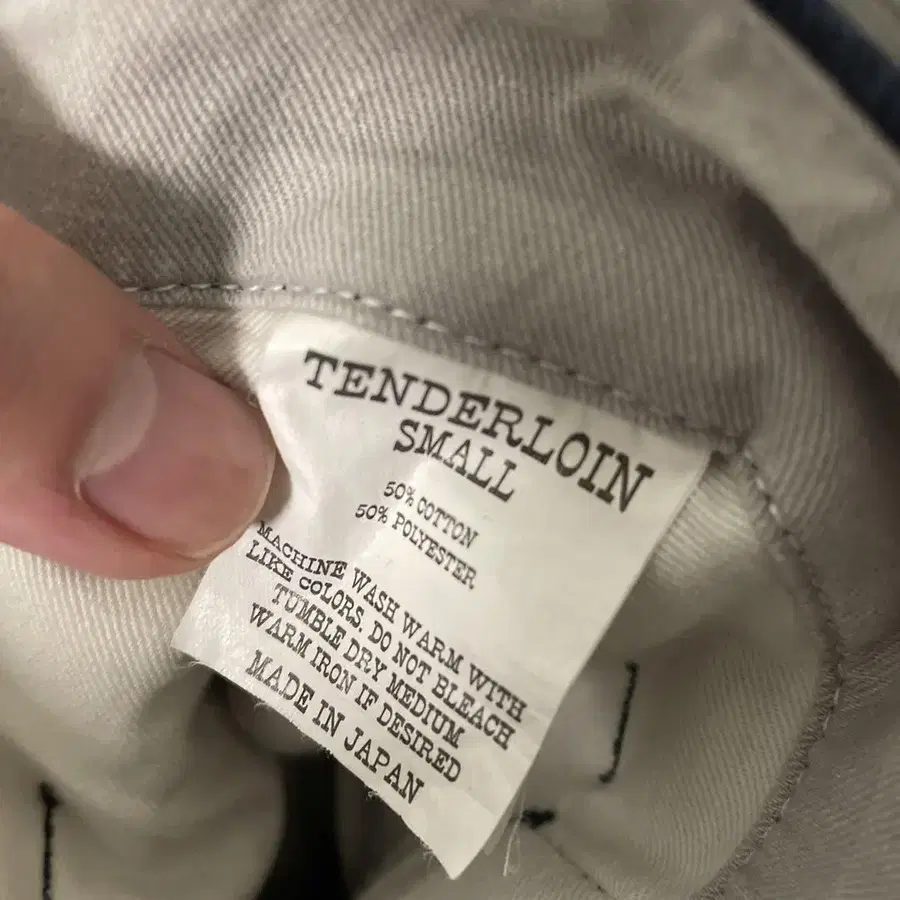 TENDERLOIN
SMALL
50% COTTON
50% POLYESTER
MACHINE WASH WARM WITH
LIKE COLORS. DO NOT BLEACH
TUMBLE DRY MEDIUM
WARM IRON IF DESIRED
MADE IN JAPAN